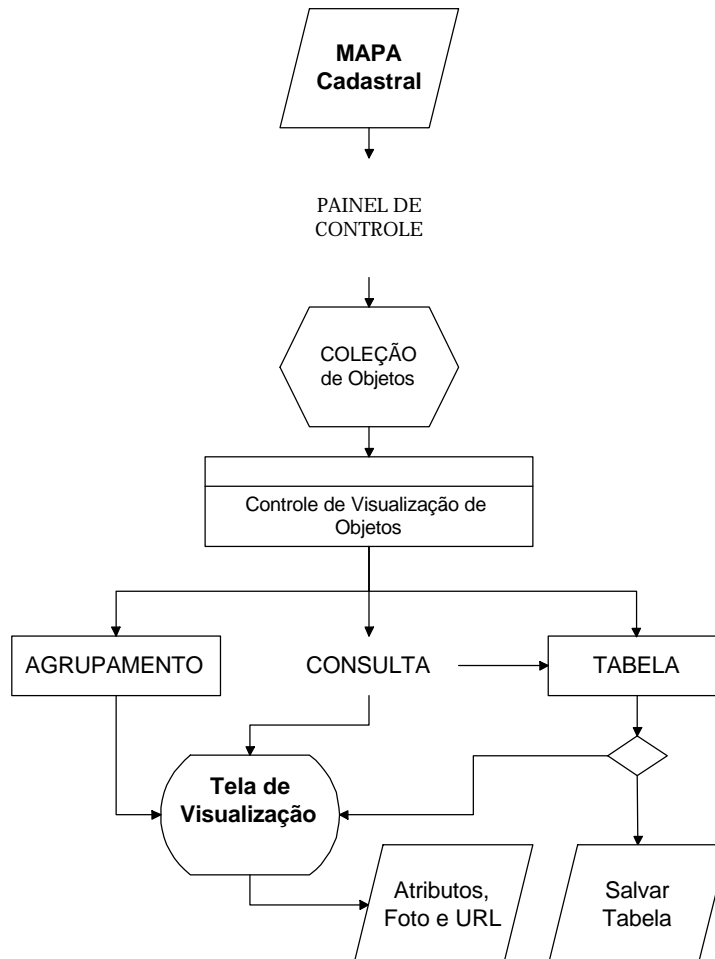 MAPA
Cadastral
PAINEL DE
CONTROLE
COLEÇÃO
de Objetos
Controle de Visualização de
Objetos
AGRUPAMENTO
CONSULTA
TABELA
Tela de
Visualização
Atributos,
Foto e URL
Salvar
Tabela